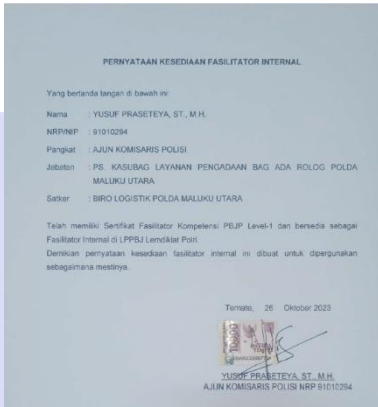 PERNYATAAN KESEDIAAN FASILITATOR INTERNAL
Yang bertanda tangan di bawah ini:
Nama : YUSUF PRASETEYA, ST., M.H.
NRP/NIP : 91010294
Pangkat : AJUN KOMISARIS POLISI
Jabatan : PS. KASUBAG LAYANAN PENGADAAN BAG ADA ROLOG POLDA
MALUKU UTARA
Satker : BIRO LOGISTIK POLDA MALUKU UTARA
Telah memiliki Sertifikat Fasilitator Kompetensi PBJP Level-1 dan bersedia sebagai
Fasilitator Internal di LPPBJ Lemdiklat Polri.
Demikian pernyataan kesediaan fasilitator internal ini dibuat untuk dipergunakan
sebagaimana mestinya.
Ternate, 26 Oktober 2023
10000
YUSUF PRASETEYA, ST., M.H.
AJUN KOMISARIS POLISI NRP 91010294